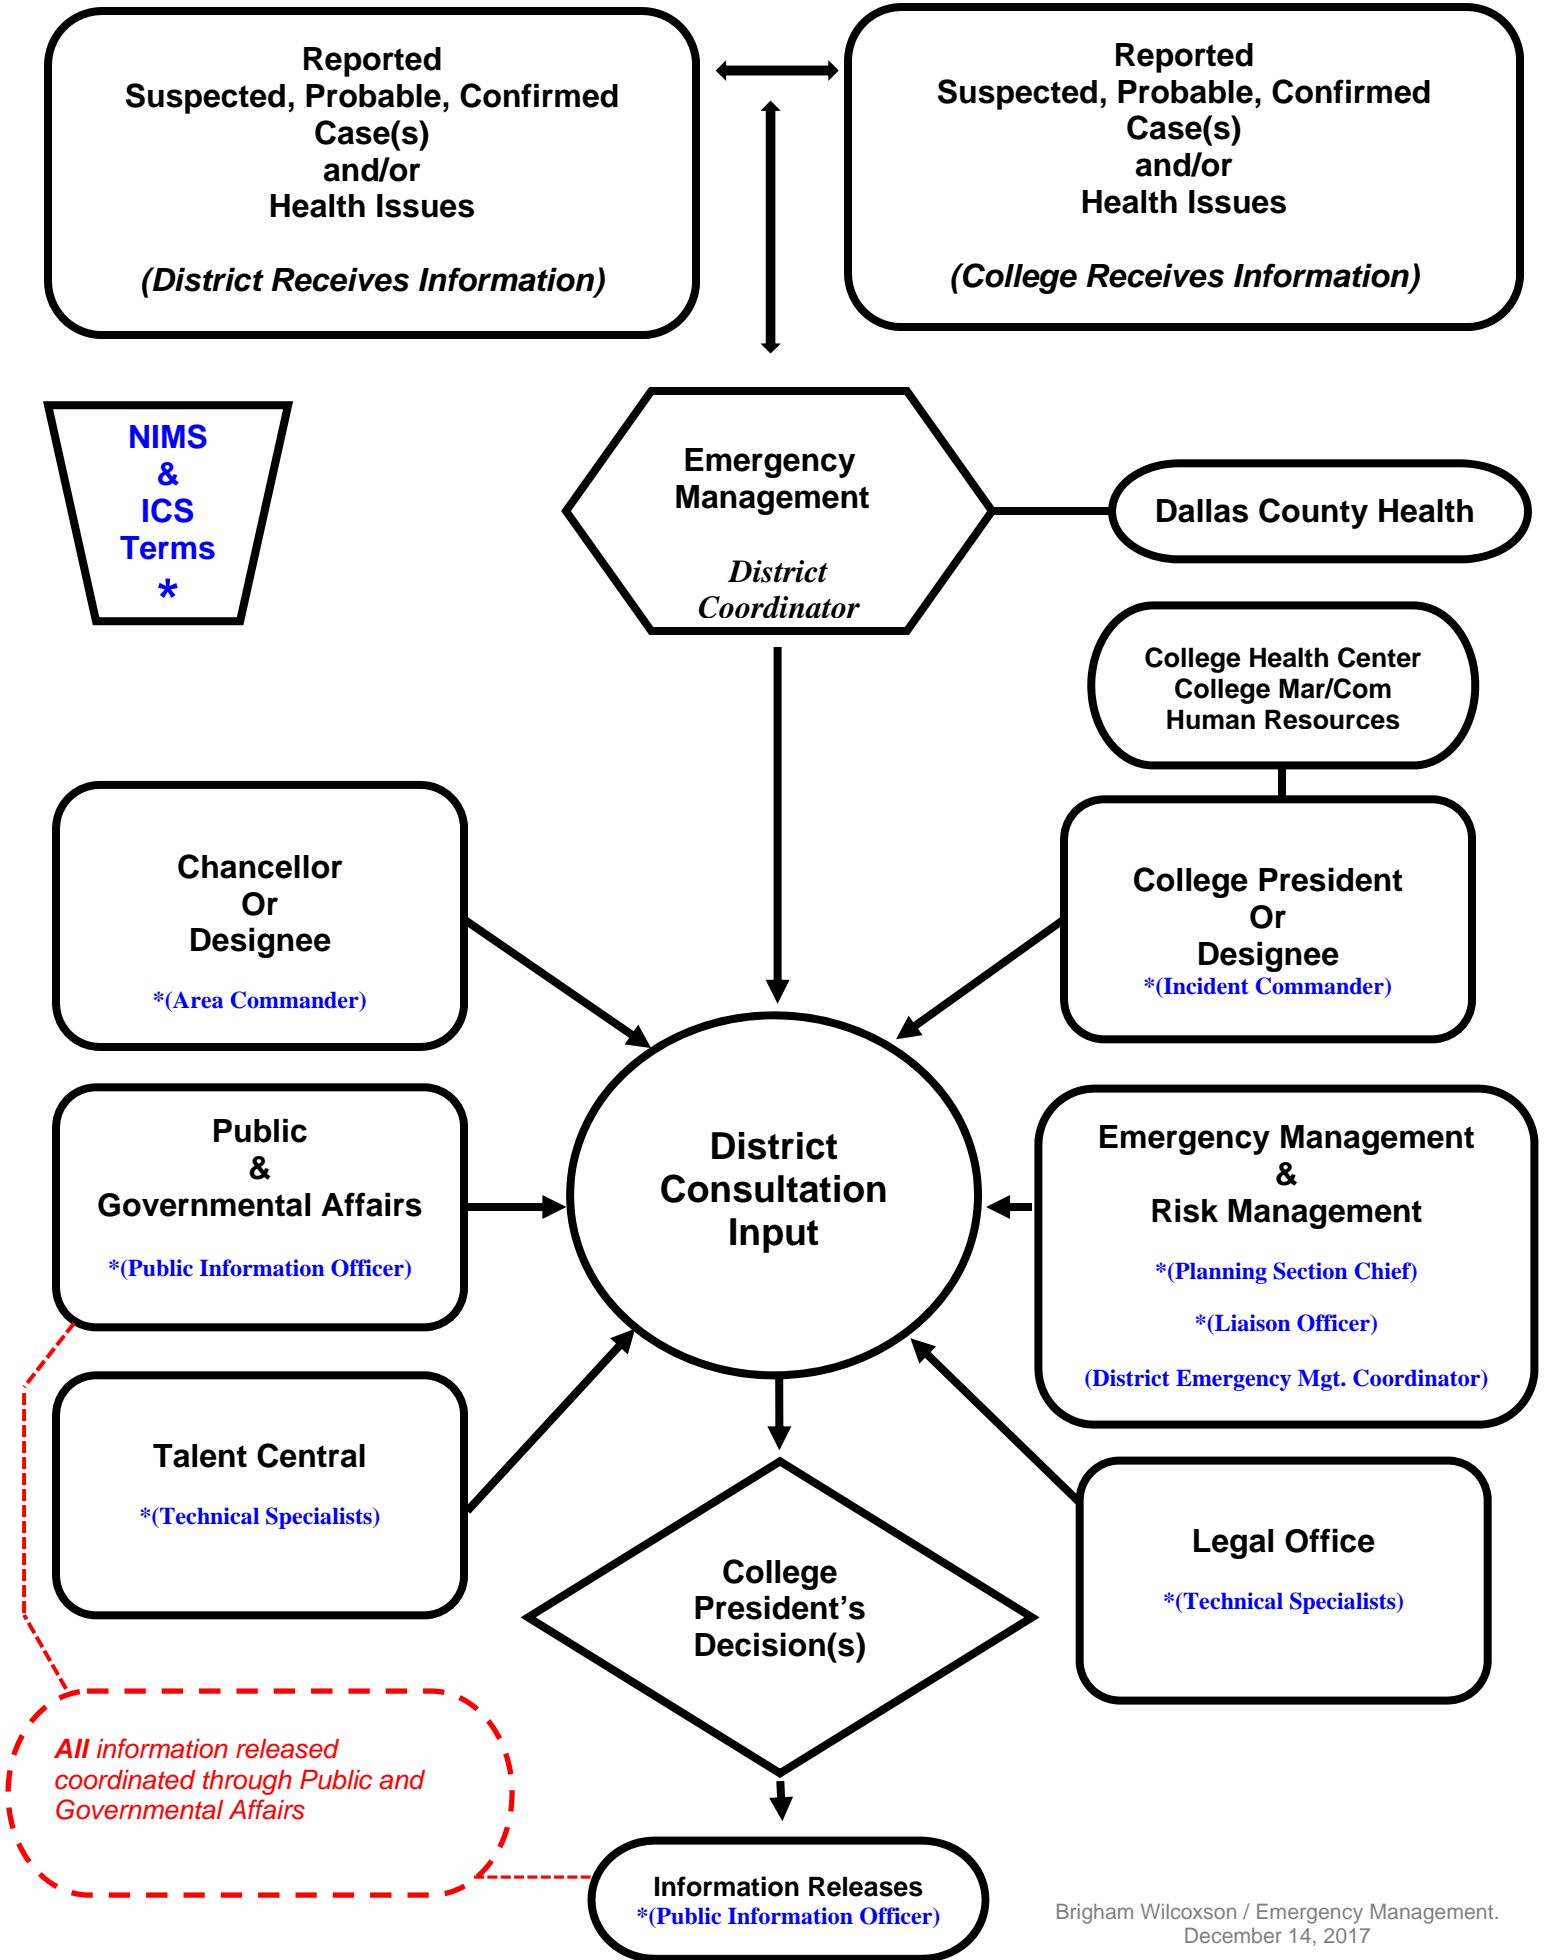 Reported
Suspected, Probable, Confirmed
Case(s)
and/or
Health Issues
(District Receives Information)
Reported
Suspected, Probable, Confirmed
Case(s)
and/or
Health Issues
(College Receives Information)
NIMS
&
ICS
Terms
*
Emergency
Management
District
Coordinator
Dallas County Health
College Health Center
College Mar/Com
Human Resources
Chancellor
Or
Designee
*(Area Commander)
College President
Or
Designee
*(Incident Commander)
Public
&
Governmental Affairs
*(Public Information Officer)
District
Consultation
Input
Emergency Management
&
Risk Management
*(Planning Section Chief)
*(Liaison Officer)
(District Emergency Mgt. Coordinator)
Talent Central
*(Technical Specialists)
Legal Office
*(Technical Specialists)
College
President’s
Decision(s)
All information released
coordinated through Public and
Governmental Affairs
Information Releases
*(Public Information Officer)
Brigham Wilcoxson / Emergency Management.
December 14, 2017